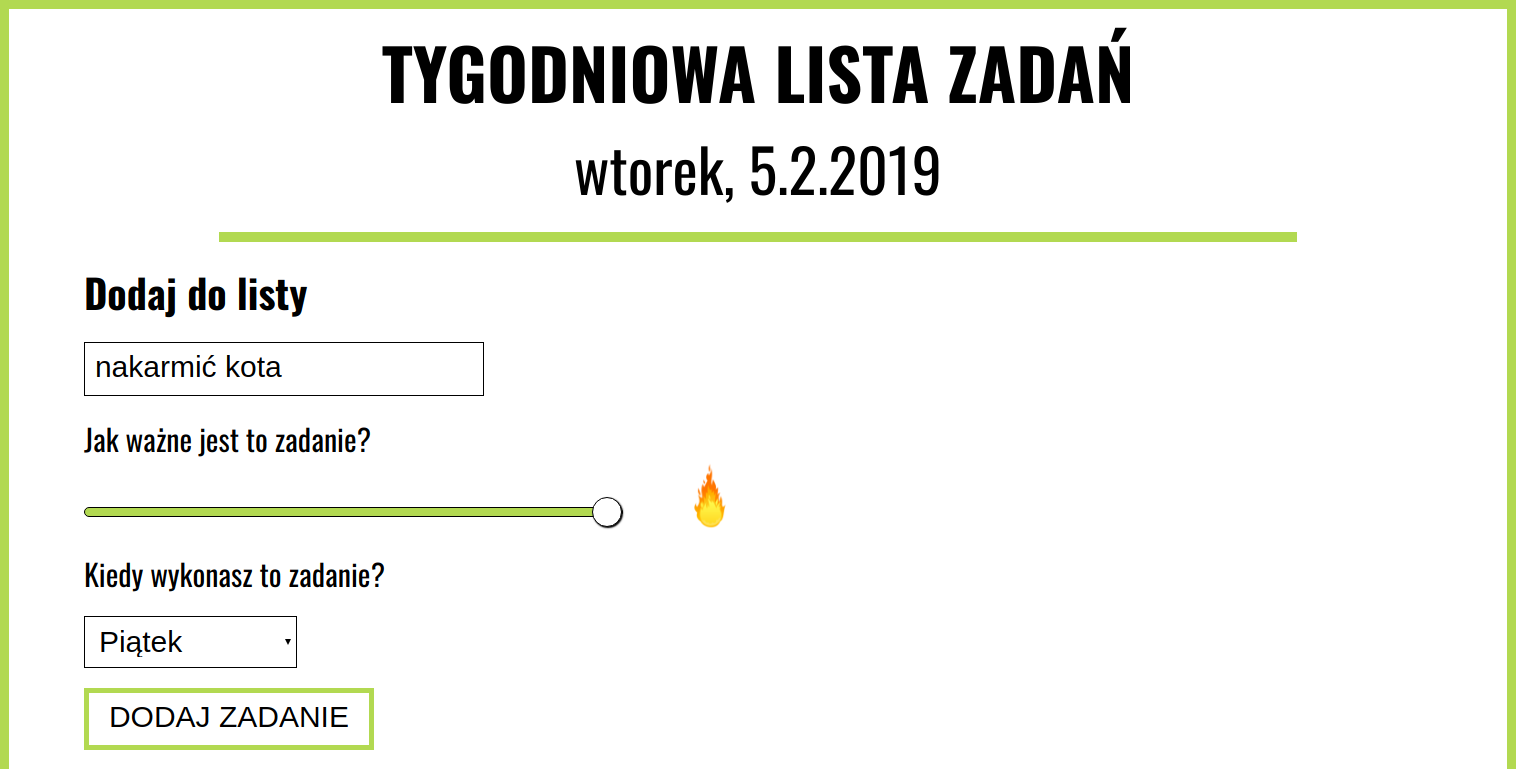 TYGODNIOWA LISTA ZADAŃ
wtorek, 5.2.2019
Dodaj do listy
nakarmić kota
Jak ważne jest to zadanie?
Kiedy wykonasz to zadanie?
Piątek
DODAJ ZADANIE